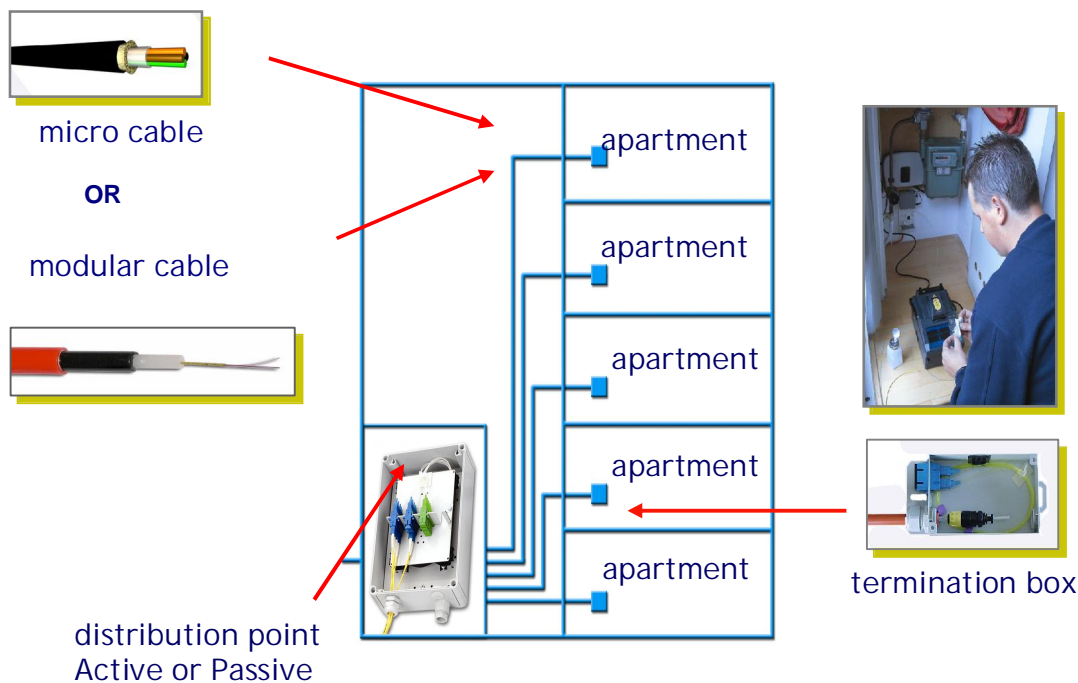 micro cable
OR
modular cable
apartment
apartment
apartment
apartment
apartment
termination box
distribution point
Active or Passive